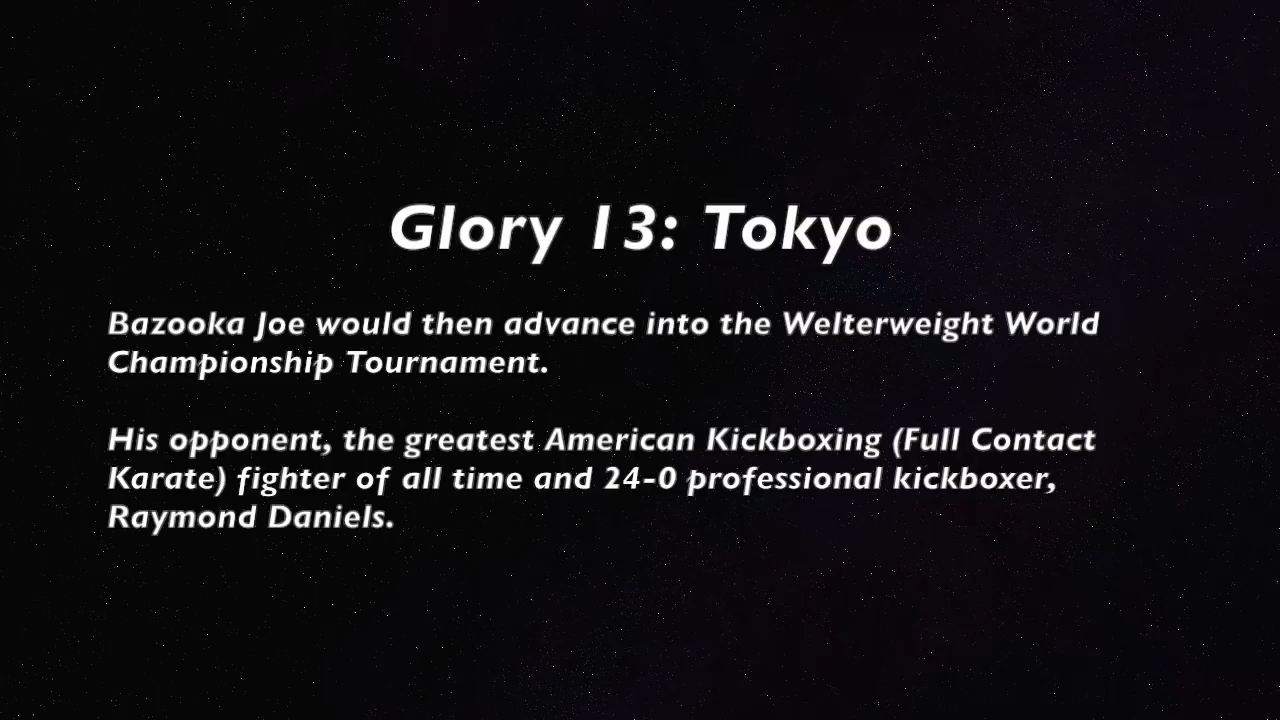 Glory 13: Tokyo
Bazooka Joe would then advance into the Welterweight World
Championship Tournament.
His opponent, the greatest American Kickboxing (Full Contact
Karate) fighter of all time and 24-0 professional kickboxer,
Raymond Daniels.